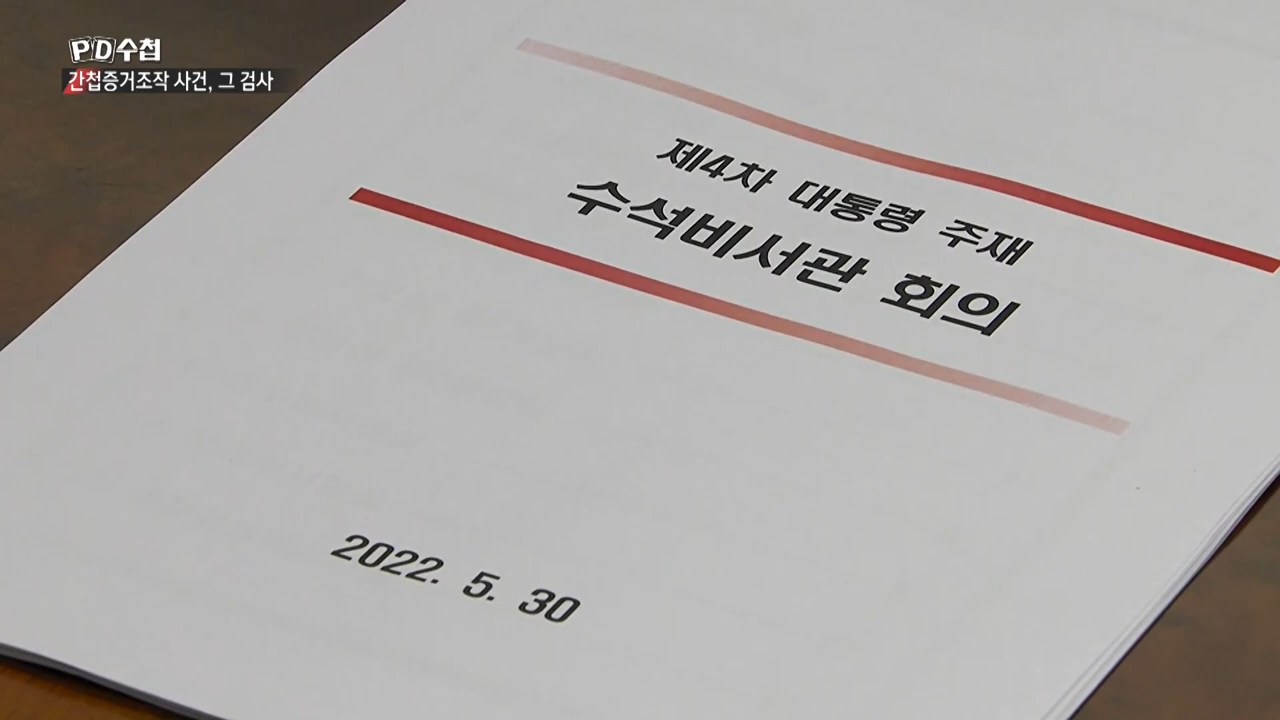 PD수첩
간첩증거조작 사건, 그 검사
제4차 대통령 주재
수석비서관 회의
2022. 5. 30